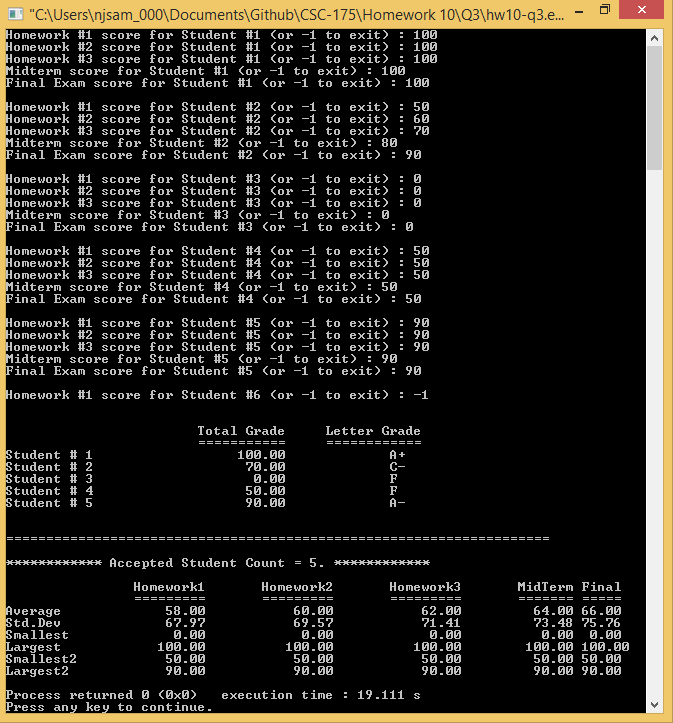 "C:\Users\njsam_000\Documents\Github\CSC-175\Homework 10\Q3\hw10-q3.e...
Homework #1 score for Student #1 (or -1 to exit) : 100
Homework #2 score for Student #1 (or -1 to exit) : 100
Homework #3 score for Student #1 (or -1 to exit) : 100
Midterm score for Student #1 (or -1 to exit) : 100
Final Exam score for Student #1 (or -1 to exit) : 100
Homework #1 score for Student #2 (or -1 to exit) : 50
Homework #2 score for Student #2 (or -1 to exit) : 60
Homework #3 score for Student #2 (or -1 to exit) : 70
Midterm score for Student #2 (or -1 to exit) : 80
Final Exam score for Student #2 (or -1 to exit) : 90
Homework #1 score for Student #3 (or -1 to exit) : 0
Homework #2 score for Student #3 (or -1 to exit) : 0
Homework #3 score for Student #3 (or -1 to exit) : 0
Midterm score for Student #3 (or -1 to exit) : 0
Final Exam score for Student #3 (or -1 to exit) : 0
Homework #1 score for Student #4 (or -1 to exit) : 50
Homework #2 score for Student #4 (or -1 to exit) : 50
Homework #3 score for Student #4 (or -1 to exit) : 50
Midterm score for Student #4 (or -1 to exit) : 50
Final Exam score for Student #4 (or -1 to exit) : 50
Homework #1 score for Student #5 (or -1 to exit) : 90
Homework #2 score for Student #5 (or -1 to exit) : 90
Homework #3 score for Student #5 (or -1 to exit) : 90
Midterm score for Student #5 (or -1 to exit) : 90
Final Exam score for Student #5 (or -1 to exit) : 90
Homework #1 score for Student #6 (or -1 to exit) : -1
Total Grade Letter Grade
=========== ============
Student # 1 100.00 A+
Student # 2 70.00 C-
Student # 3 0.00 F
Student # 4 50.00 F
Student # 5 90.00 A-
====================================================================
************ Accepted Student Count = 5. ************
Homework1 Homework2 Homework3 MidTerm Final
========= ========= ========= ======= =====
Average 58.00 60.00 62.00 64.00 66.00
Std.Dev 67.97 69.57 71.41 73.48 75.76
Smallest 0.00 0.00 0.00 0.00 0.00
Largest 100.00 100.00 100.00 100.00 100.00
Smallest2 50.00 50.00 50.00 50.00 50.00
Largest2 90.00 90.00 90.00 90.00 90.00
Process returned 0 (0x0) execution time : 19.111 s
Press any key to continue.